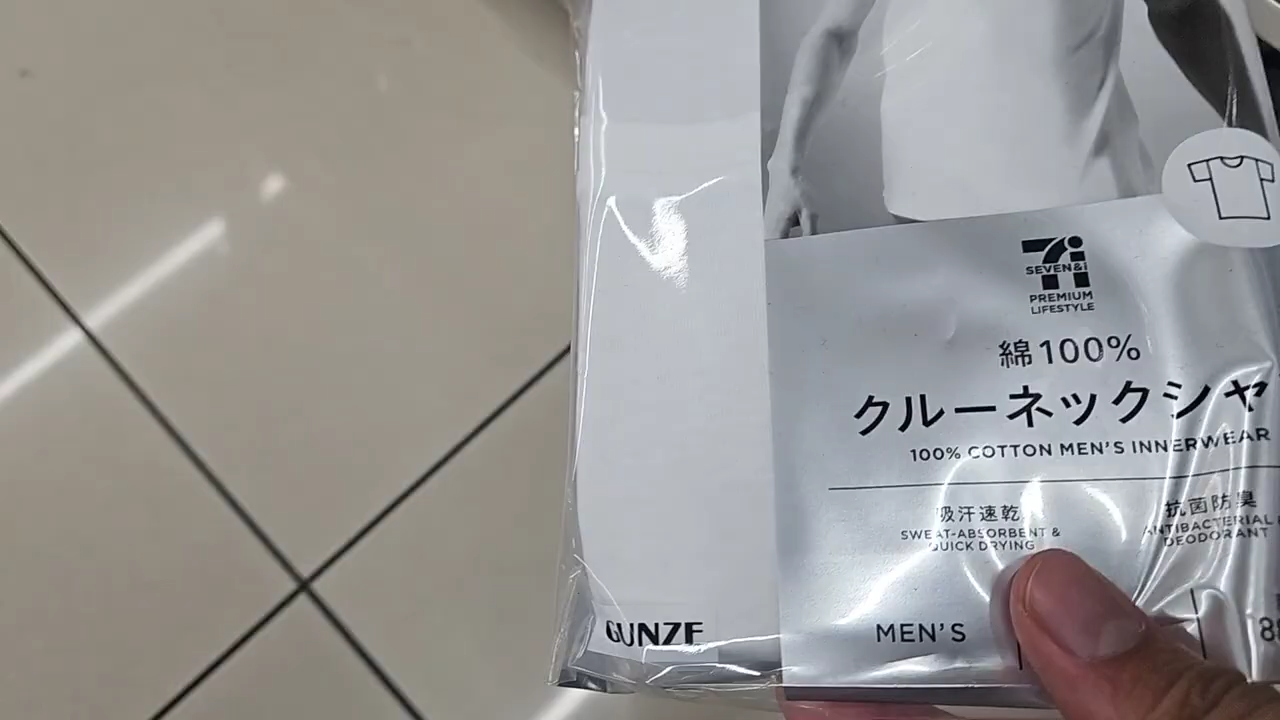 SEVEN&i
PREMIUM
LIFESTYLE
綿100%
クルーネックシャ
100% COTTON MEN'S INNERWEAR
吸汗速乾
SWEAT-ABSORBENT &
QUICK DRYING
抗菌防臭
ANTIBACTERIAL
DEODORANT
MEN'S
GUNZE